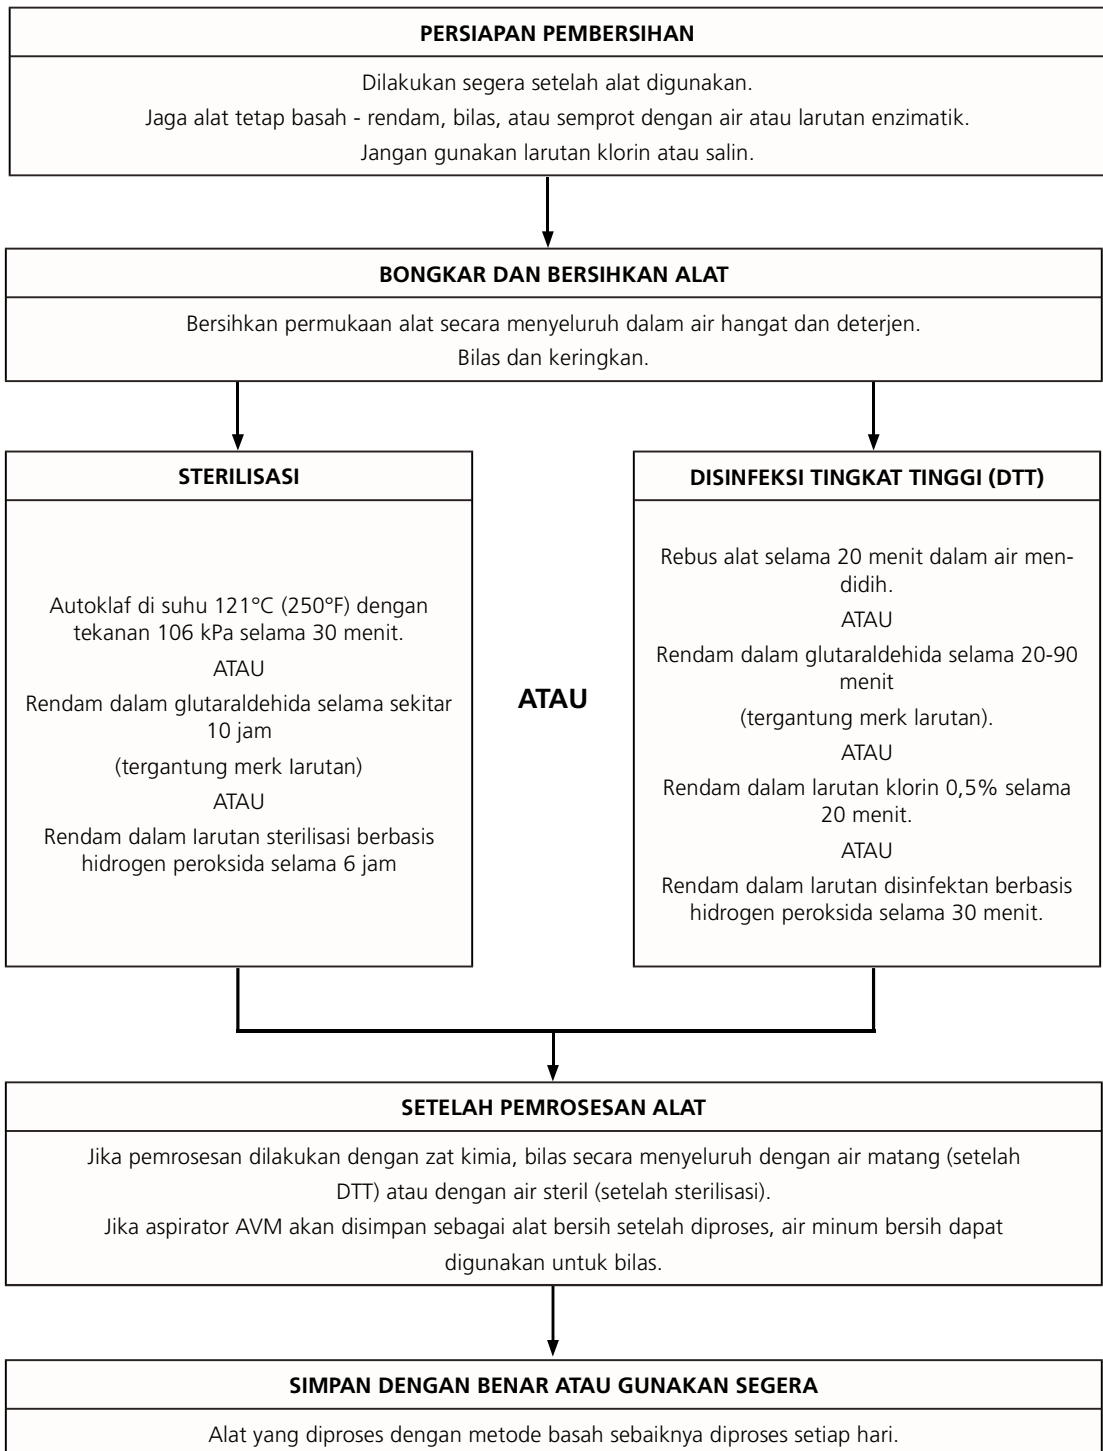 PERSIAPAN PEMBERSIHAN
Dilakukan segera setelah alat digunakan.
Jaga alat tetap basah - rendam, bilas, atau semprot dengan air atau larutan enzimatik.
Jangan gunakan larutan klorin atau salin.
BONGKAR DAN BERSIHKAN ALAT
Bersihkan permukaan alat secara menyeluruh dalam air hangat dan deterjen.
Bilas dan keringkan.
STERILISASI
Autoklaf di suhu 121ºC (250ºF) dengan
tekanan 106 kPa selama 30 menit.
ATAU
Rendam dalam glutaraldehida selama sekitar
10 jam
(tergantung merk larutan)
ATAU
Rendam dalam larutan sterilisasi berbasis
hidrogen peroksida selama 6 jam
ATAU
DISINFEKSI TINGKAT TINGGI (DTT)
Rebus alat selama 20 menit dalam air men-
didih.
ATAU
Rendam dalam glutaraldehida selama 20-90
menit
(tergantung merk larutan).
ATAU
Rendam dalam larutan klorin 0,5% selama
20 menit.
ATAU
Rendam dalam larutan disinfektan berbasis
hidrogen peroksida selama 30 menit.
SETELAH PEMROSESAN ALAT
Jika pemrosesan dilakukan dengan zat kimia, bilas secara menyeluruh dengan air matang (setelah
DTT) atau dengan air steril (setelah sterilisasi).
Jika aspirator AVM akan disimpan sebagai alat bersih setelah diproses, air minum bersih dapat
digunakan untuk bilas.
SIMPAN DENGAN BENAR ATAU GUNAKAN SEGERA
Alat yang diproses dengan metode basah sebaiknya diproses setiap hari.